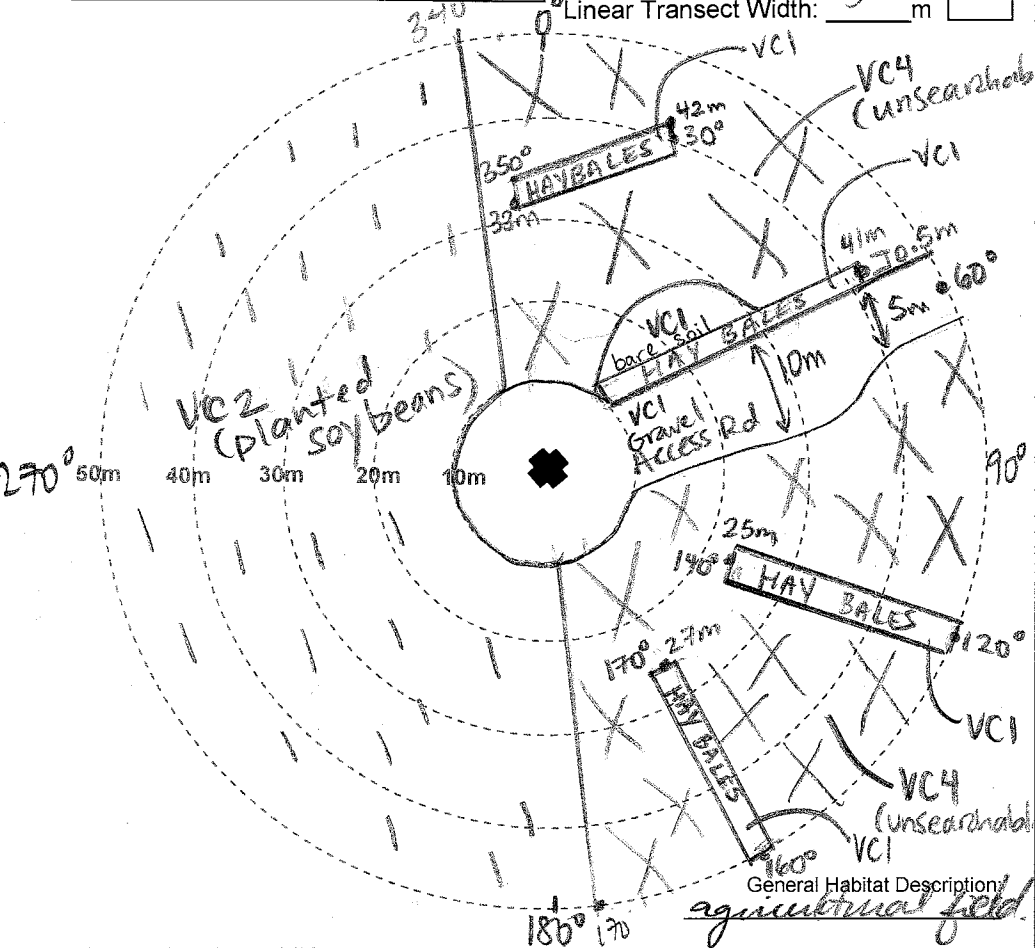 Linear Transect Width: ______ m
340°
0°
VC1
VC4
(unsearchab
42m
30°
350°
HAYBALES
33m
VC1
41m
50.5m
60°
5m
VC1
bare soil
HAY BALES
10m
VC1
Gravel
Access Rd
VC2
(planted
soybeans)
270°
50m 40m 30m 20m 10m
90°
25m
140°
HAY BALES
120°
VC1
170°
27m
HAY BALES
VC4
(unsearchabl
VC1
160°
General Habitat Description:
agricultural field.
180°
170